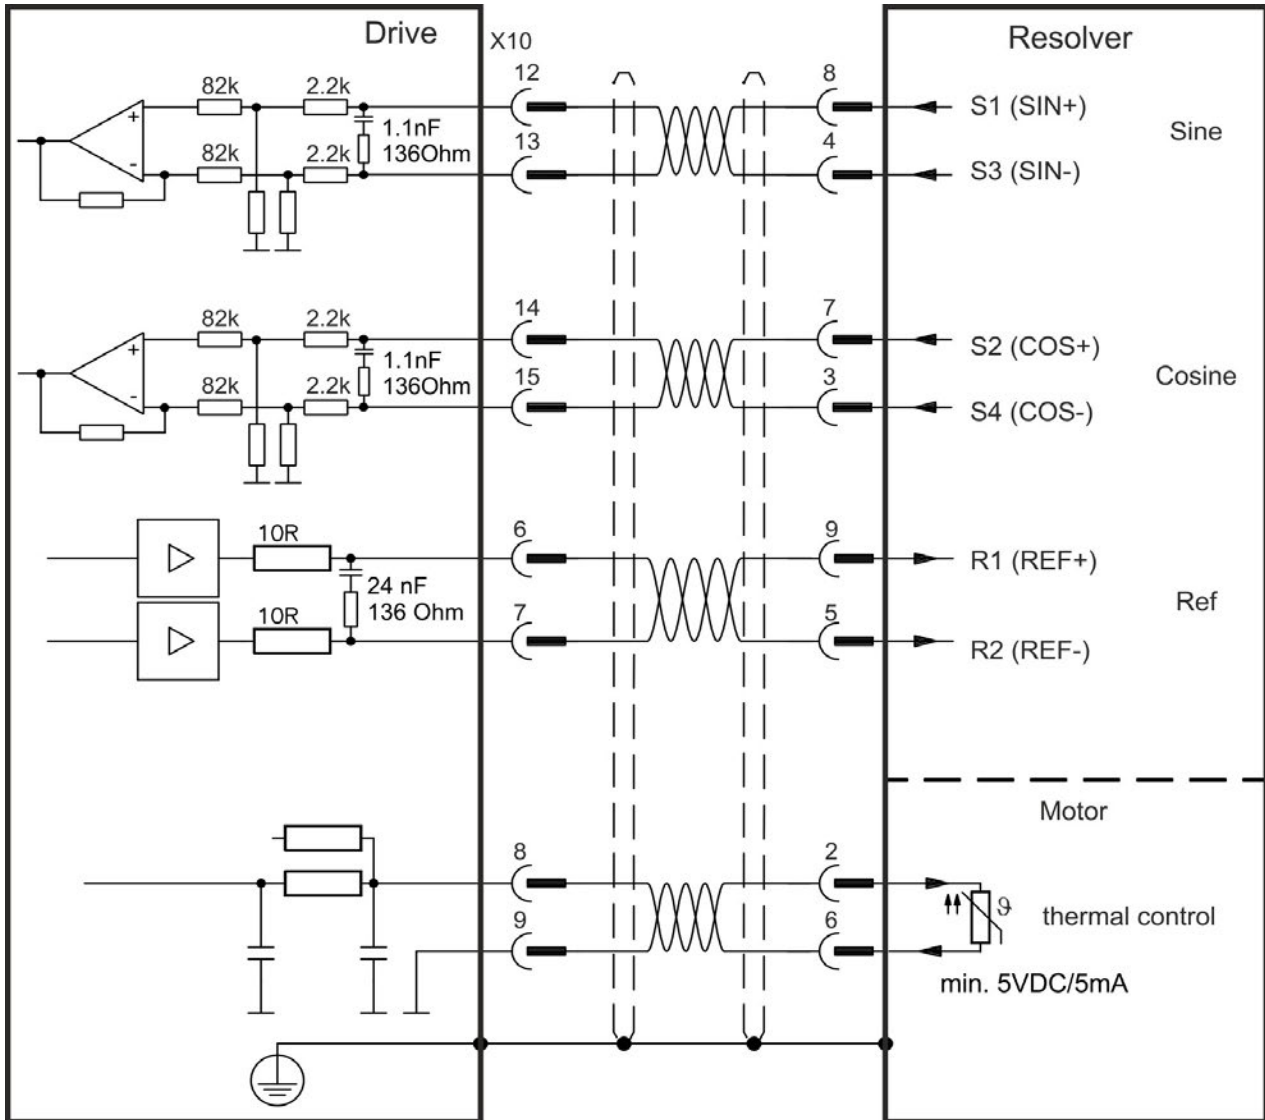 Drive
X10
Resolver
82k
2.2k
12
8
S1 (SIN+)
+
1.1nF
136Ohm
Sine
82k
2.2k
13
4
-
S3 (SIN-)
82k
2.2k
14
7
S2 (COS+)
+
1.1nF
136Ohm
Cosine
82k
2.2k
15
3
-
S4 (COS-)
10R
6
9
R1 (REF+)
24 nF
136 Ohm
Ref
10R
7
5
R2 (REF-)
Motor
8
2
ϑ
thermal control
9
6
min. 5VDC/5mA